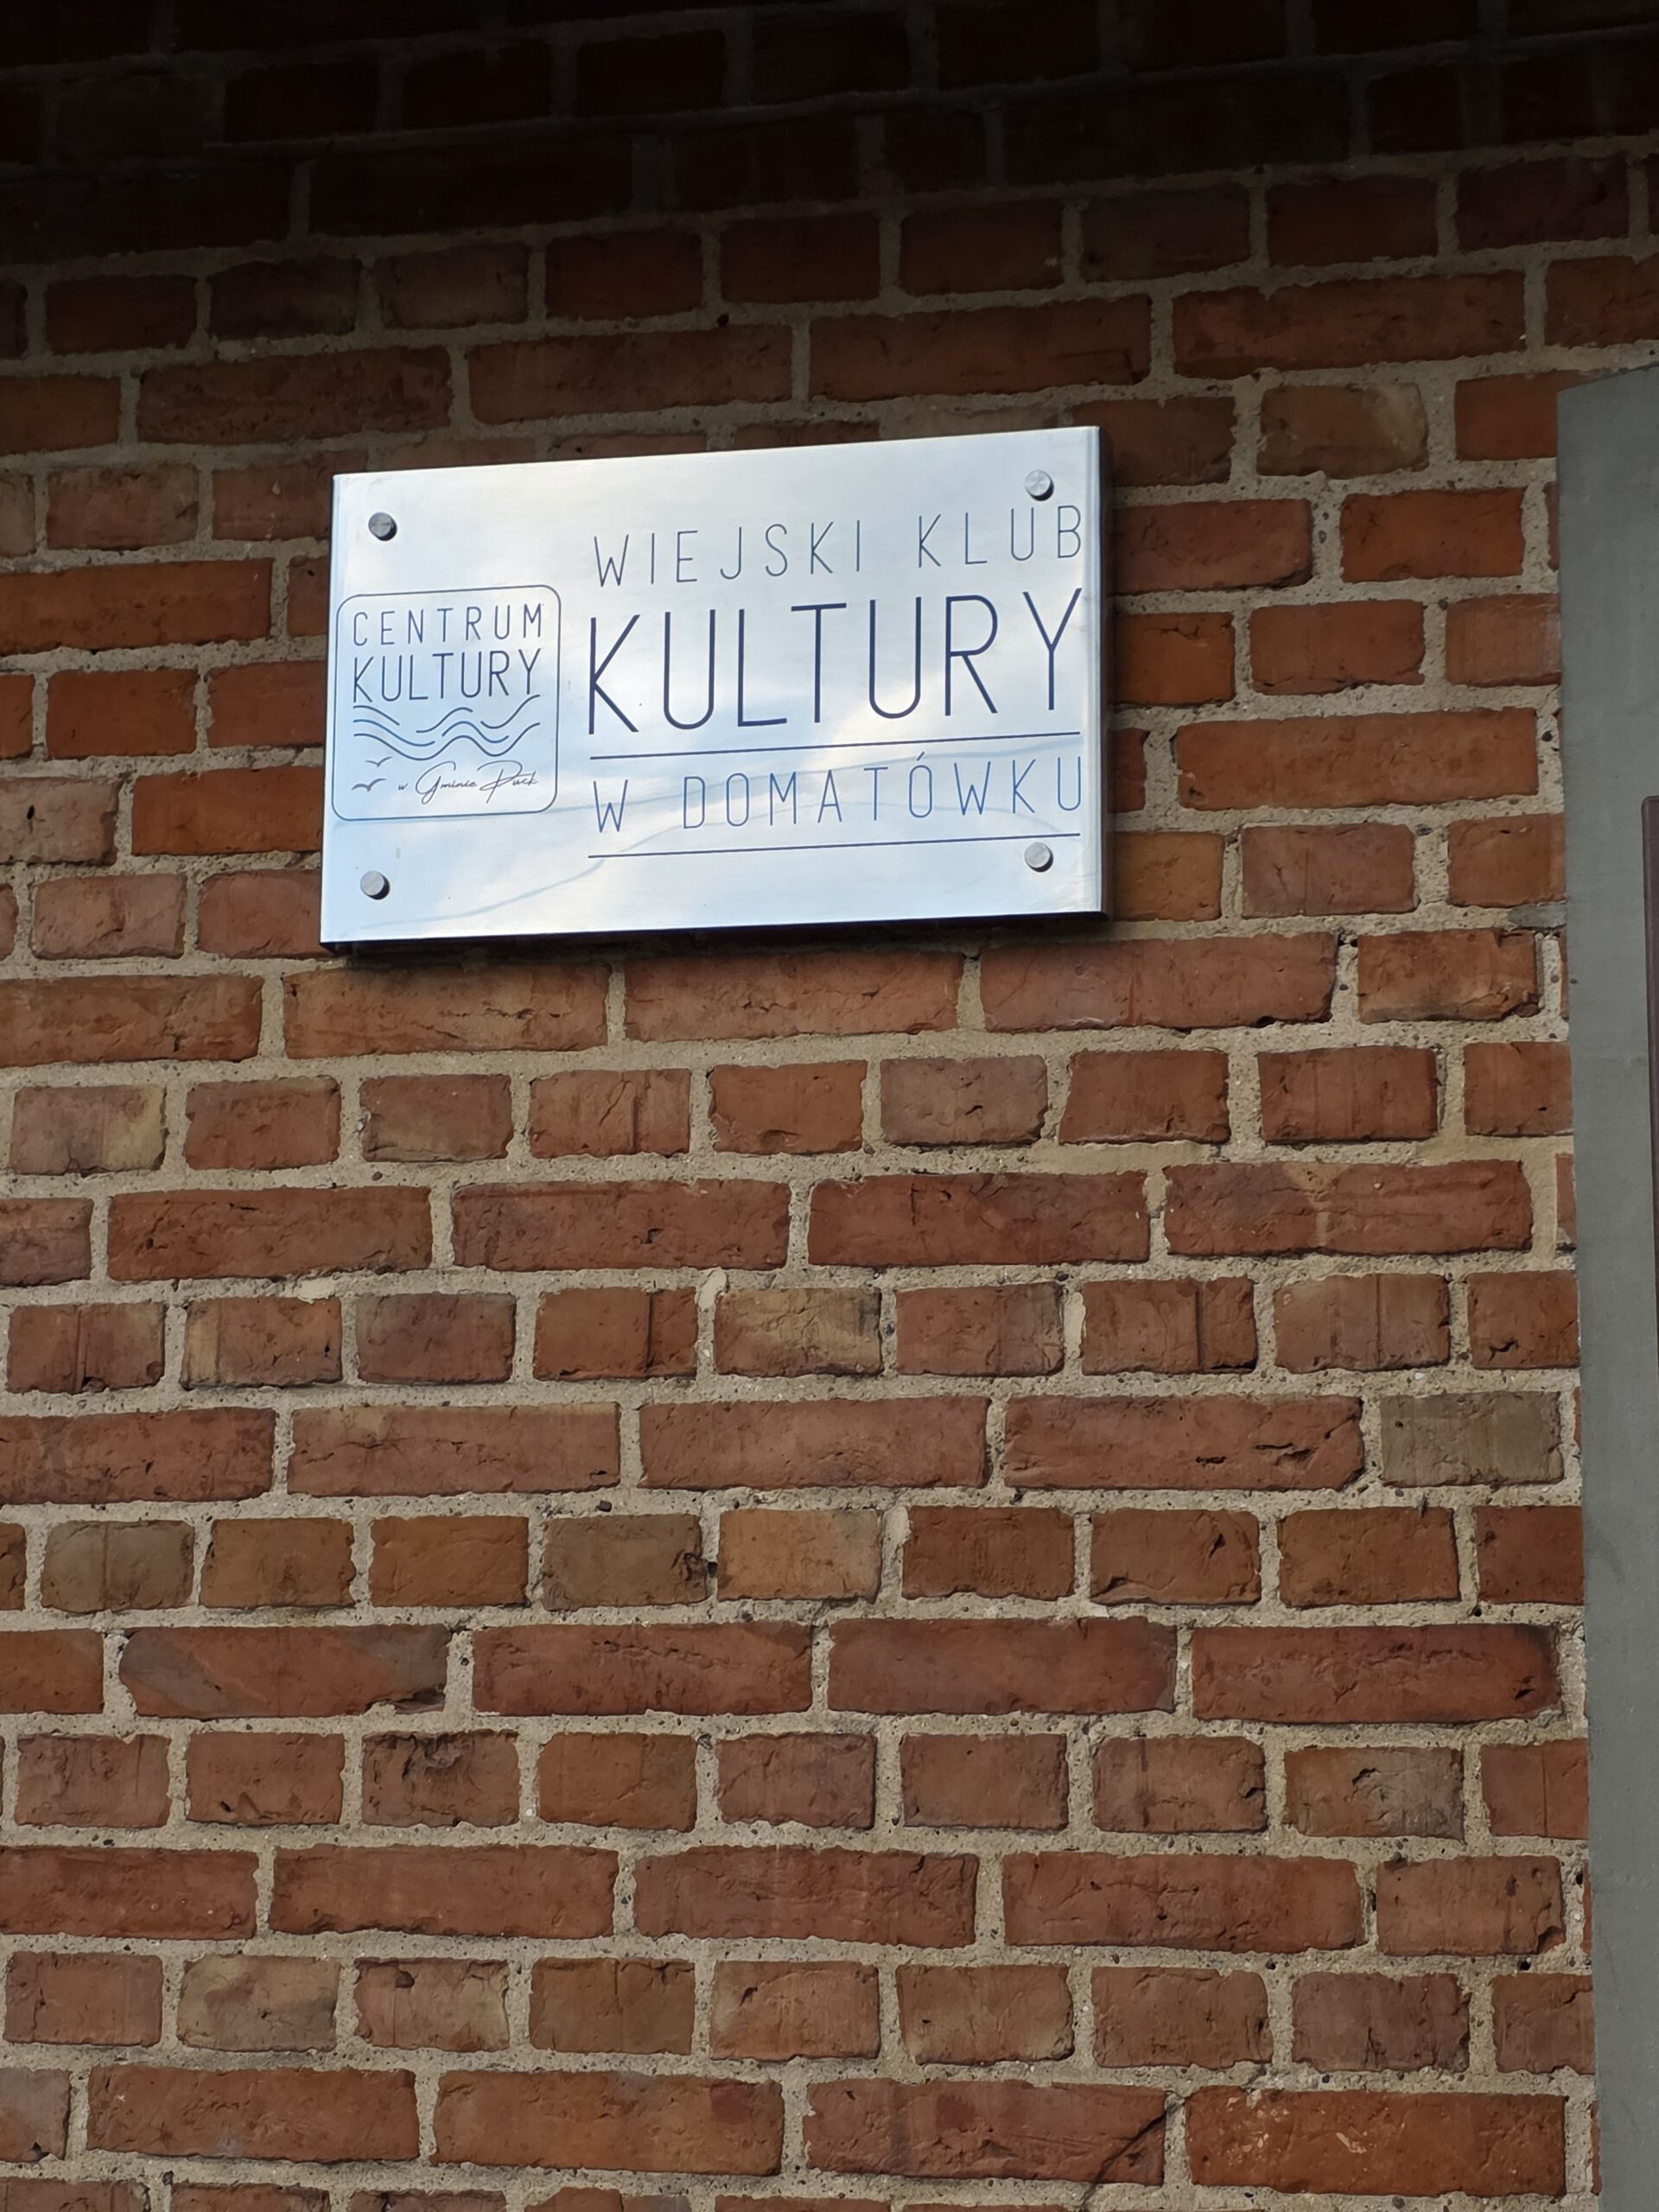 CENTRUM
KULTURY
w Gminie Puck
WIEJSKI KLUB
KULTURY
W DOMATÓWKU